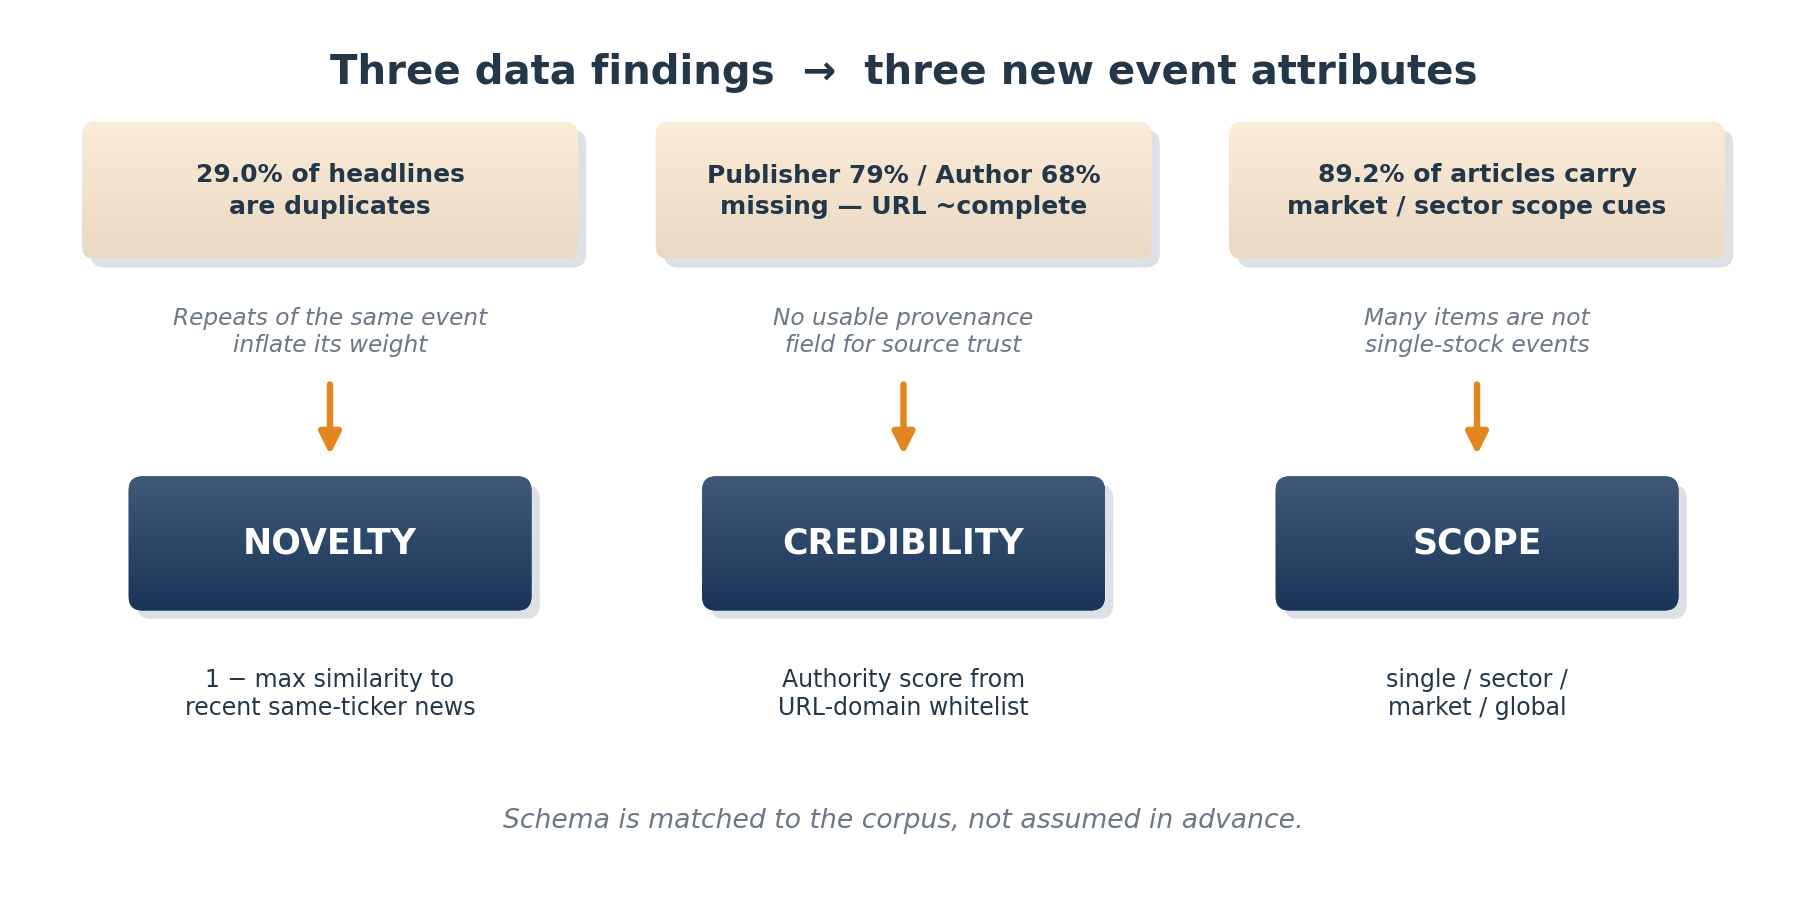 Three data findings → three new event attributes
29.0% of headlines
are duplicates
Publisher 79% / Author 68%
missing — URL ~complete
89.2% of articles carry
market / sector scope cues
Repeats of the same event
inflate its weight
No usable provenance
field for source trust
Many items are not
single-stock events
NOVELTY
CREDIBILITY
SCOPE
1 − max similarity to
recent same-ticker news
Authority score from
URL-domain whitelist
single / sector /
market / global
Schema is matched to the corpus, not assumed in advance.